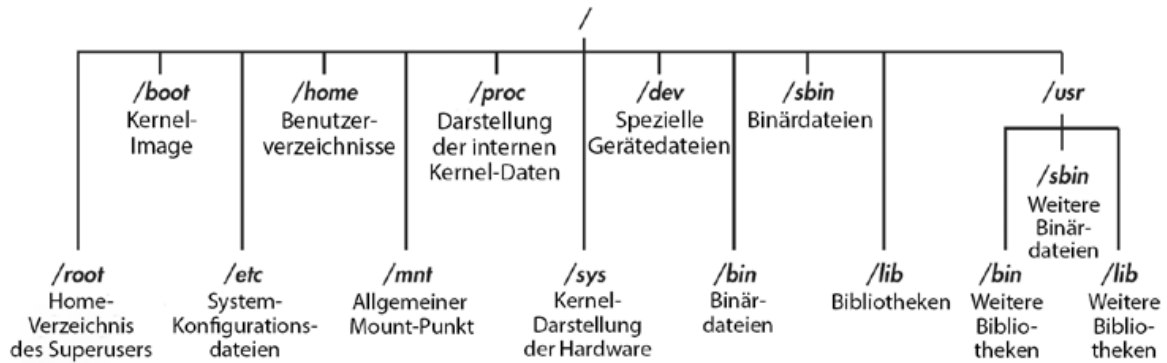 /
/boot
Kernel-
Image
/home
Benutzer-
verzeichnisse
/proc
Darstellung
der internen
Kernel-Daten
/dev
Spezielle
Gerätedateien
/sbin
Binärdateien
/usr
/sbin
Weitere
Binär-
dateien
/root
Home-
Verzeichnis
des Superusers
/etc
System-
Konfigurations-
dateien
/mnt
Allgemeiner
Mount-Punkt
/sys
Kernel-
Darstellung
der Hardware
/bin
Binär-
dateien
/lib
Bibliotheken
/bin
Weitere
Biblio-
theken
/lib
Weitere
Biblio-
theken